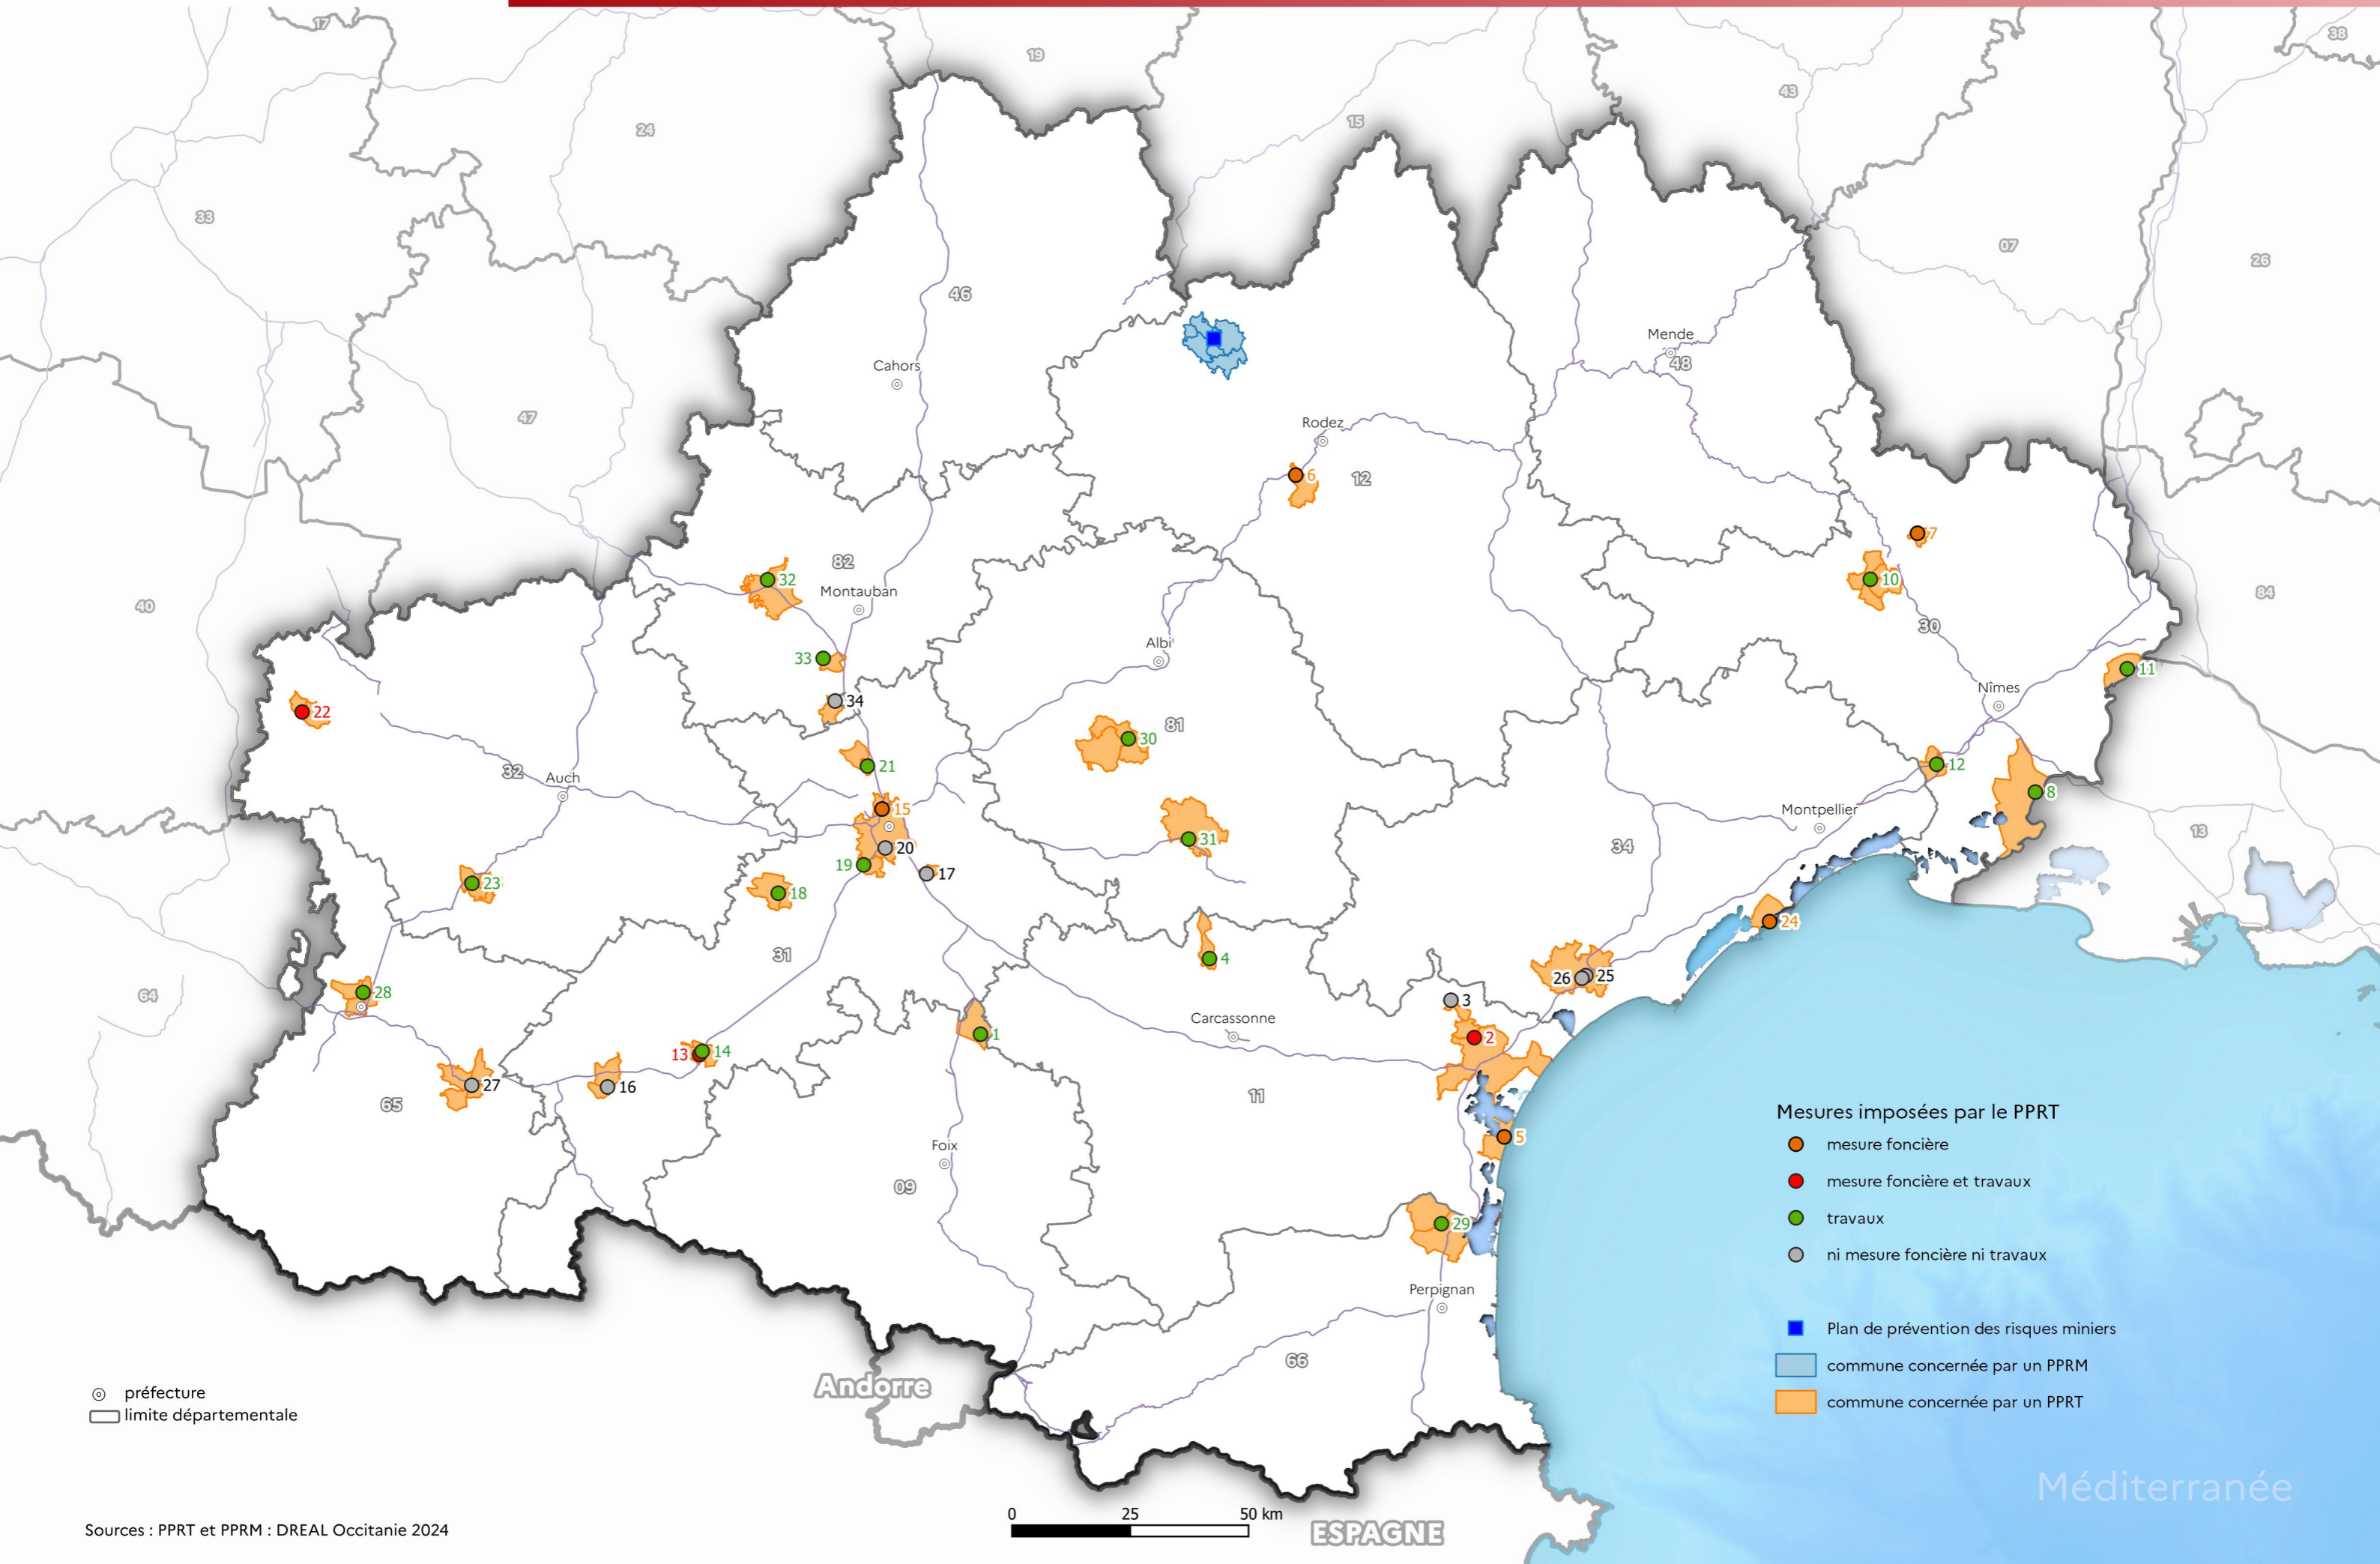 17
19
38
43
15
24
33
07
26
46
Mende
48
Cahors
47
Rodez
6
12
7
82
32
10
Montauban
40
84
30
Albi
33
11
Nîmes
34
22
81
30
21
12
32
Auch
8
15
Montpellier
13
31
20
34
19
17
23
18
24
31
4
26
25
28
64
3
Carcassonne
1
2
13
14
27
16
65
11
Mesures imposées par le PPRT
5
mesure foncière
Foix
mesure foncière et travaux
09
29
travaux
ni mesure foncière ni travaux
Perpignan
Plan de prévention des risques miniers
66
commune concernée par un PPRM
Andorre
préfecture
commune concernée par un PPRT
limite départementale
Méditerranée
0
25
50 km
Sources : PPRT et PPRM : DREAL Occitanie 2024
ESPAGNE